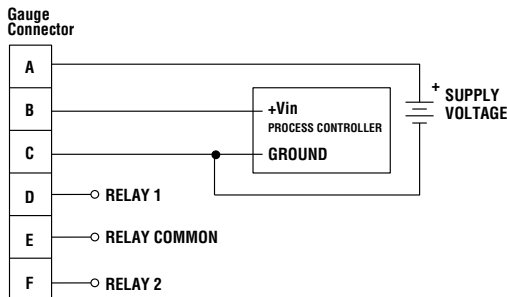 Gauge
Connector
A
B
C
D
E
F
+Vin
PROCESS CONTROLLER
GROUND
+ SUPPLY
VOLTAGE
RELAY 1
RELAY COMMON
RELAY 2